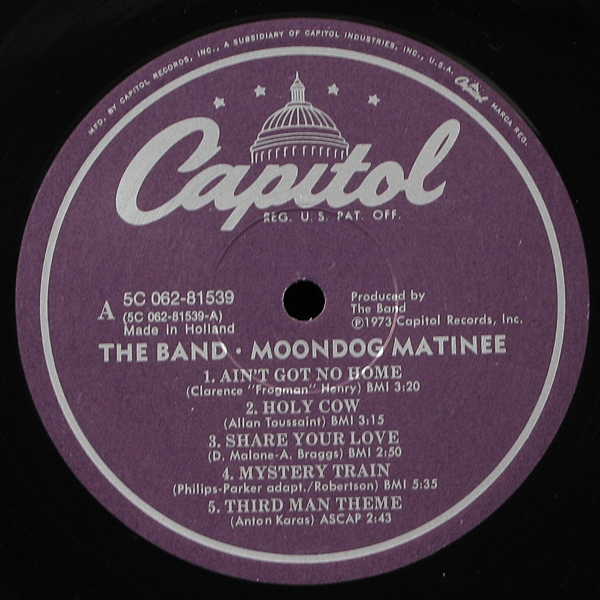 MFD. BY CAPITOL RECORDS, INC., A SUBSIDIARY OF CAPITOL INDUSTRIES, INC., U.S.A. Capitol MARCA REG.
Capitol
REG. U.S. PAT. OFF.
A
5C 062-81539
(5C 062-81539-A)
Made in Holland
Produced by
The Band
℗1973 Capitol Records, Inc.
THE BAND · MOONDOG MATINEE
1. AIN'T GOT NO HOME
(Clarence "Frogman" Henry) BMI 3:20
2. HOLY COW
(Allan Toussaint) BMI 3:15
3. SHARE YOUR LOVE
(D. Malone-A. Braggs) BMI 2:50
4. MYSTERY TRAIN
(Philips-Parker adapt./Robertson) BMI 5:35
5. THIRD MAN THEME
(Anton Karas) ASCAP 2:43